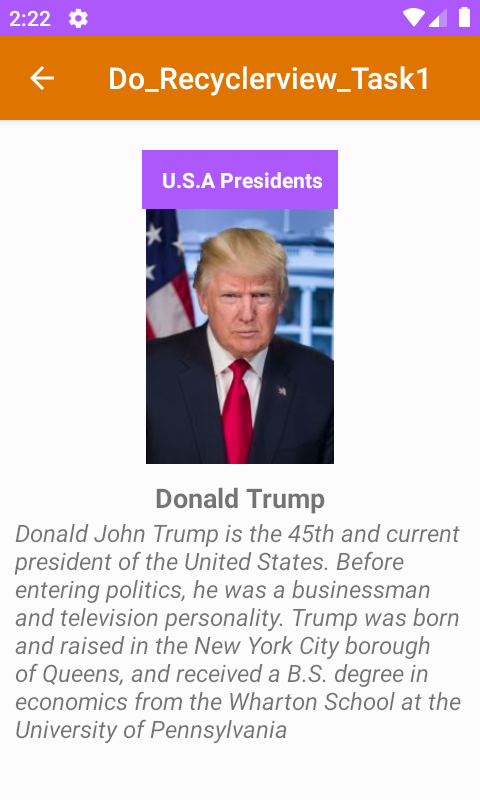 2:22
Do_Recyclerview_Task1
U.S.A Presidents
Donald Trump
Donald John Trump is the 45th and current
president of the United States. Before
entering politics, he was a businessman
and television personality. Trump was born
and raised in the New York City borough
of Queens, and received a B.S. degree in
economics from the Wharton School at the
University of Pennsylvania